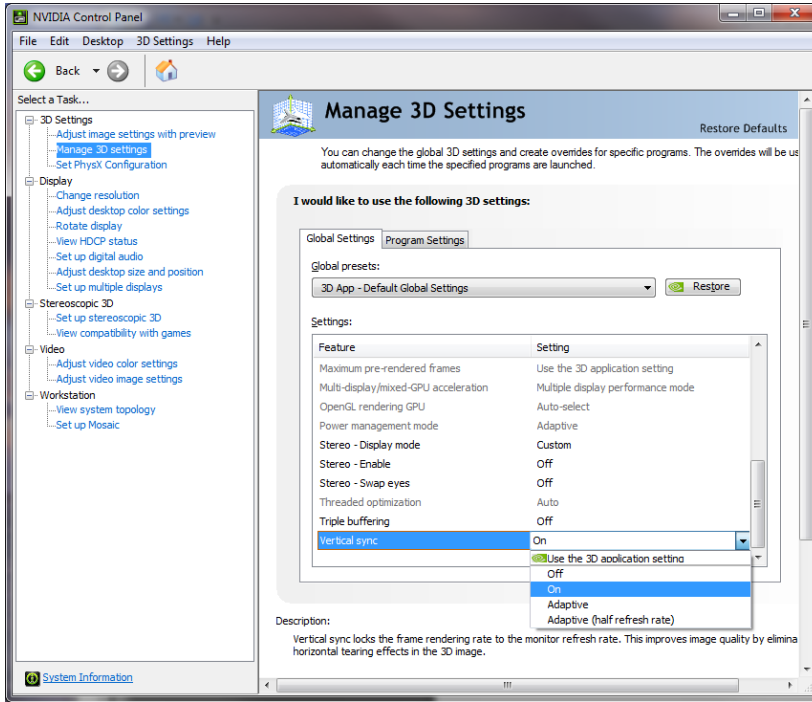 NVIDIA Control Panel
File Edit Desktop 3D Settings Help
Back
Select a Task...
3D Settings
Adjust image settings with preview
Manage 3D settings
Set PhysX Configuration
Display
Change resolution
Adjust desktop color settings
Rotate display
View HDCP status
Set up digital audio
Adjust desktop size and position
Set up multiple displays
Stereoscopic 3D
Set up stereoscopic 3D
View compatibility with games
Video
Adjust video color settings
Adjust video image settings
Workstation
View system topology
Set up Mosaic
System Information
Manage 3D Settings
Restore Defaults
You can change the global 3D settings and create overrides for specific programs. The overrides will be us
automatically each time the specified programs are launched.
I would like to use the following 3D settings:
Global Settings Program Settings
Global presets:
3D App - Default Global Settings Restore
Settings:
Feature Setting
Maximum pre-rendered frames Use the 3D application setting
Multi-display/mixed-GPU acceleration Multiple display performance mode
OpenGL rendering GPU Auto-select
Power management mode Adaptive
Stereo - Display mode Custom
Stereo - Enable Off
Stereo - Swap eyes Off
Threaded optimization Auto
Triple buffering Off
Vertical sync On
Use the 3D application setting
Off
On
Adaptive
Adaptive (half refresh rate)
Description:
Vertical sync locks the frame rendering rate to the monitor refresh rate. This improves image quality by elimina
horizontal tearing effects in the 3D image.